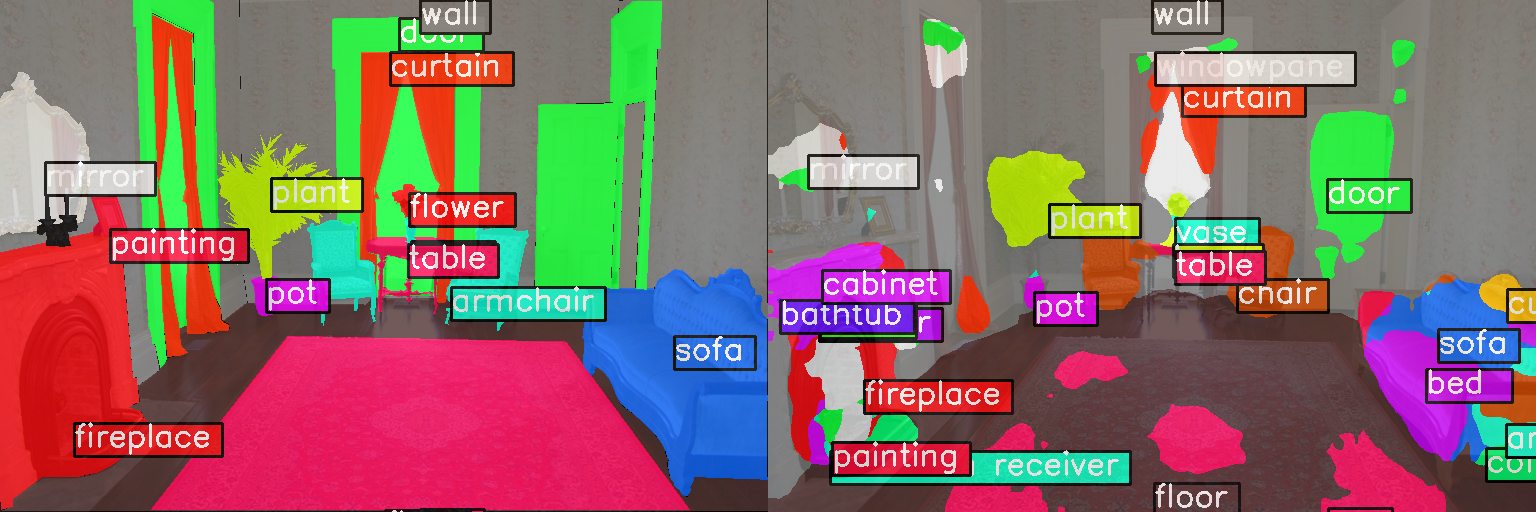 wall
door
curtain
mirror
plant
flower
painting
table
pot
armchair
sofa
fireplace
wall
windowpane
curtain
mirror
door
plant
vase
table
cabinet
chair
pot
bathtub
sofa
bed
fireplace
painting
receiver
floor